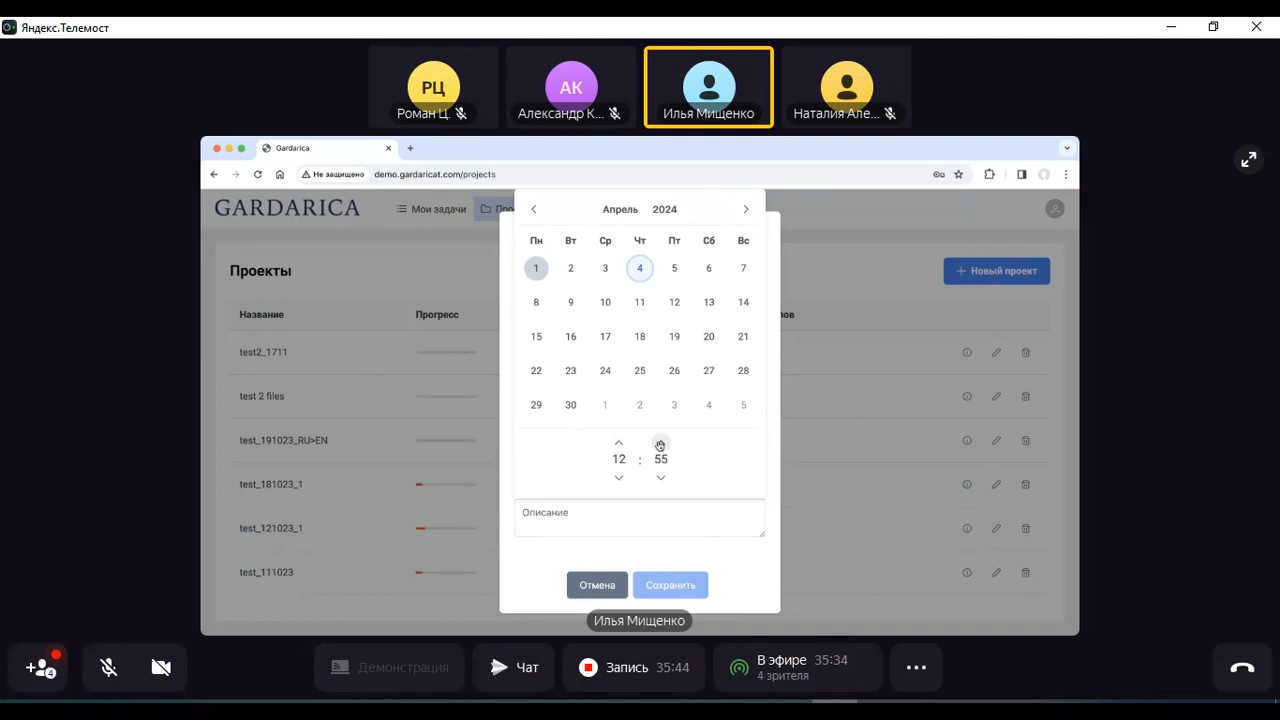 Яндекс.Телемост
РЦ
АК
Роман Ц.
Александр К...
Илья Мищенко
Наталия Але...
Gardarica
Не защищено demo.gardaricat.com/projects
GARDARICA
Мои задачи
Апрель 2024
Пн Вт Ср Чт Пт Сб Вс
1 2 3 4 5 6 7
8 9 10 11 12 13 14
15 16 17 18 19 20 21
22 23 24 25 26 27 28
29 30 1 2 3 4 5
12 : 55
Проекты
Новый проект
Название Прогресс
test2_1711
test 2 files
test_191023_RU>EN
test_181023_1
test_121023_1
test_111023
Описание
Отмена
Сохранить
Илья Мищенко
4
Демонстрация
Чат
Запись 35:44
В эфире 35:34
4 зрителя